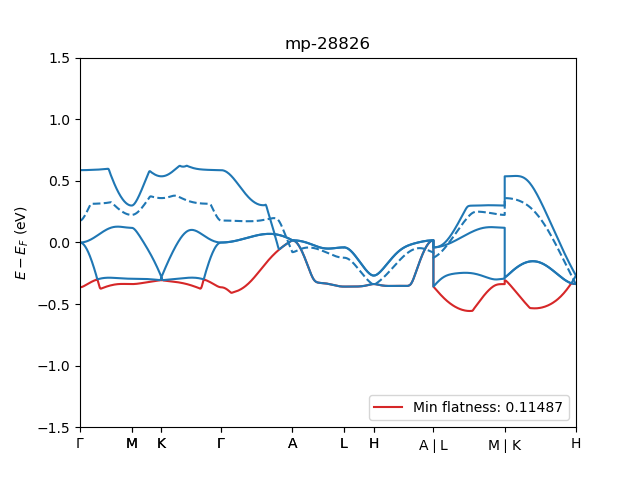 mp-28826
1.5
1.0
0.5
0.0
−0.5
−1.0
−1.5
E − E_F (eV)
Min flatness: 0.11487
Γ M K Γ A L H A | L M | K H